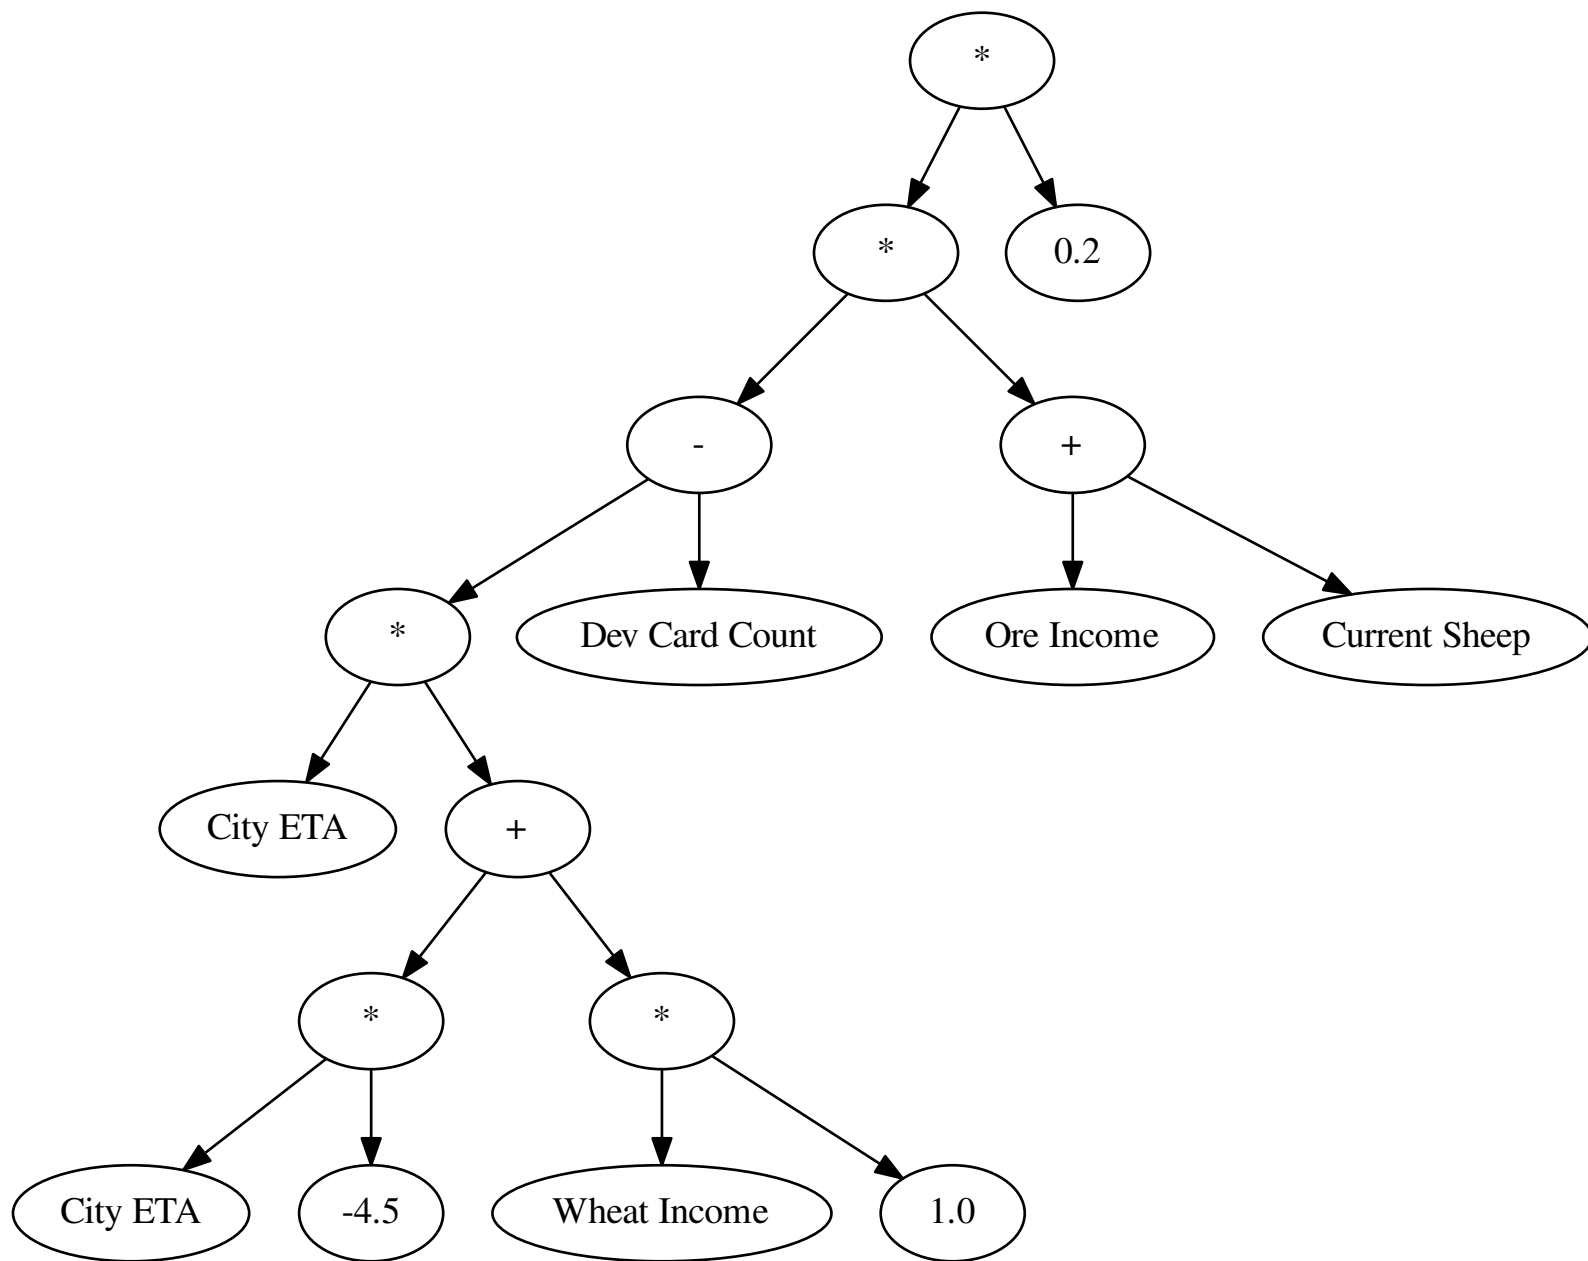 *
*
0.2
-
+
*
Dev Card Count
Ore Income
Current Sheep
City ETA
+
*
*
City ETA
-4.5
Wheat Income
1.0